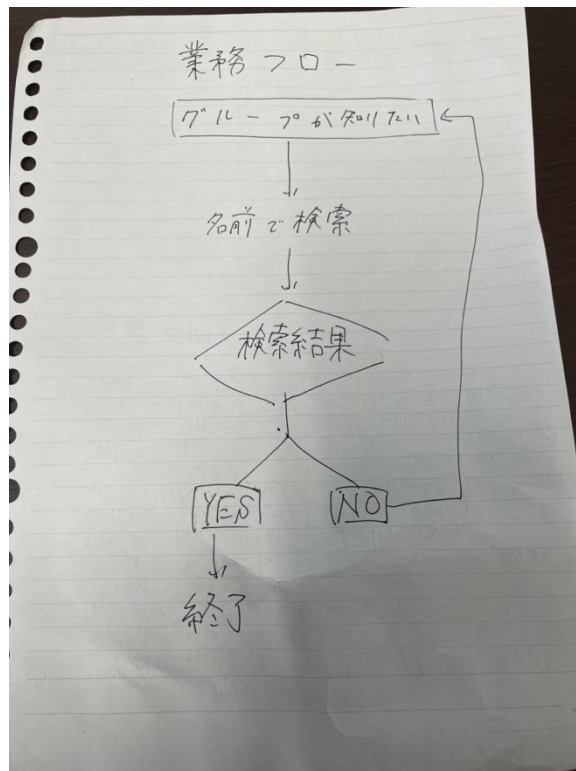 業務フロー
グループが知りたい
名前で検索
検索結果
YES
NO
終了